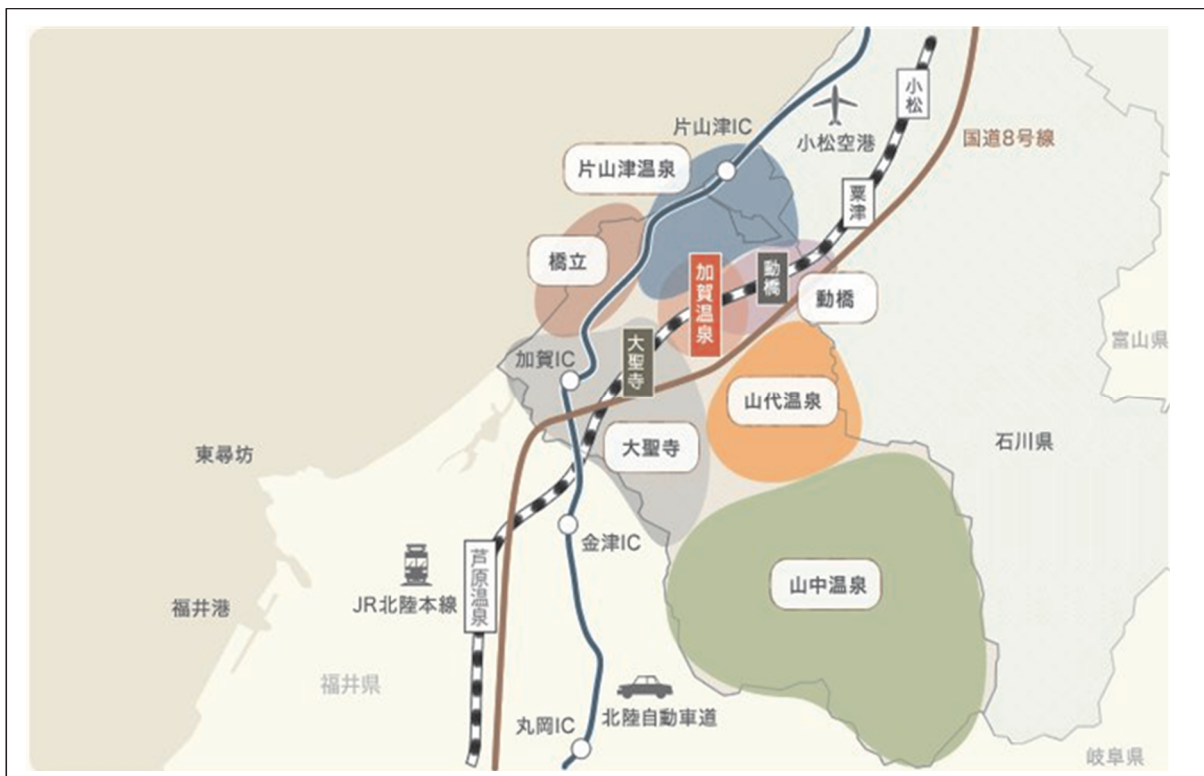 小松
片山津IC
小松空港
国道8号線
片山津温泉
粟津
橋立
加賀温泉
動橋
動橋
大聖寺
加賀IC
富山県
山代温泉
東尋坊
大聖寺
石川県
金津IC
芦原温泉
JR北陸本線
山中温泉
福井港
福井県
丸岡IC
北陸自動車道
岐阜県